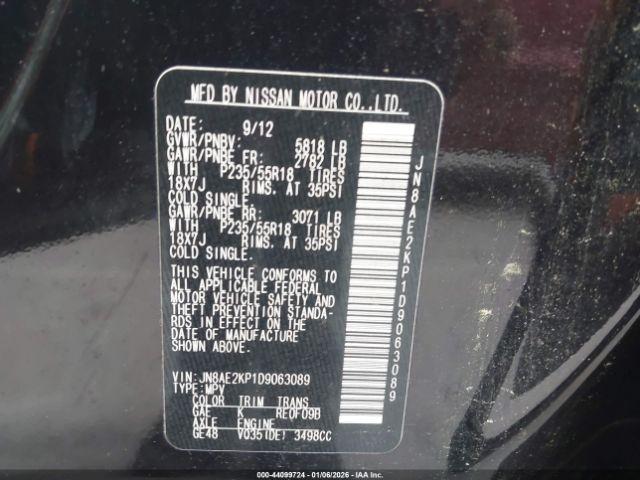 MFD BY NISSAN MOTOR CO.,LTD.
DATE: 9/12
GVWR/PNBV: 5818 LB
GAWR/PNBE FR: 2782 LB
WITH P235/55R18 TIRES
18X7J RIMS. AT 35PSI
COLD SINGLE.
GAWR/PNBE RR: 3071 LB
WITH P235/55R18 TIRES
18X7J RIMS. AT 35PSI
COLD SINGLE.
THIS VEHICLE CONFORMS TO
ALL APPLICABLE FEDERAL
MOTOR VEHICLE SAFETY AND
THEFT PREVENTION STANDA-
RDS IN EFFECT ON THE
DATE OF MANUFACTURE
SHOWN ABOVE.
VIN: JN8AE2KP1D9063089
TYPE: MPV
COLOR TRIM TRANS
GAE K RE0F09B
AXLE ENGINE
GE48 VQ35(DE) 3498CC
JN8AE2KP1D9063089
000-44099724 - 01/06/2026 - © IAA Inc.